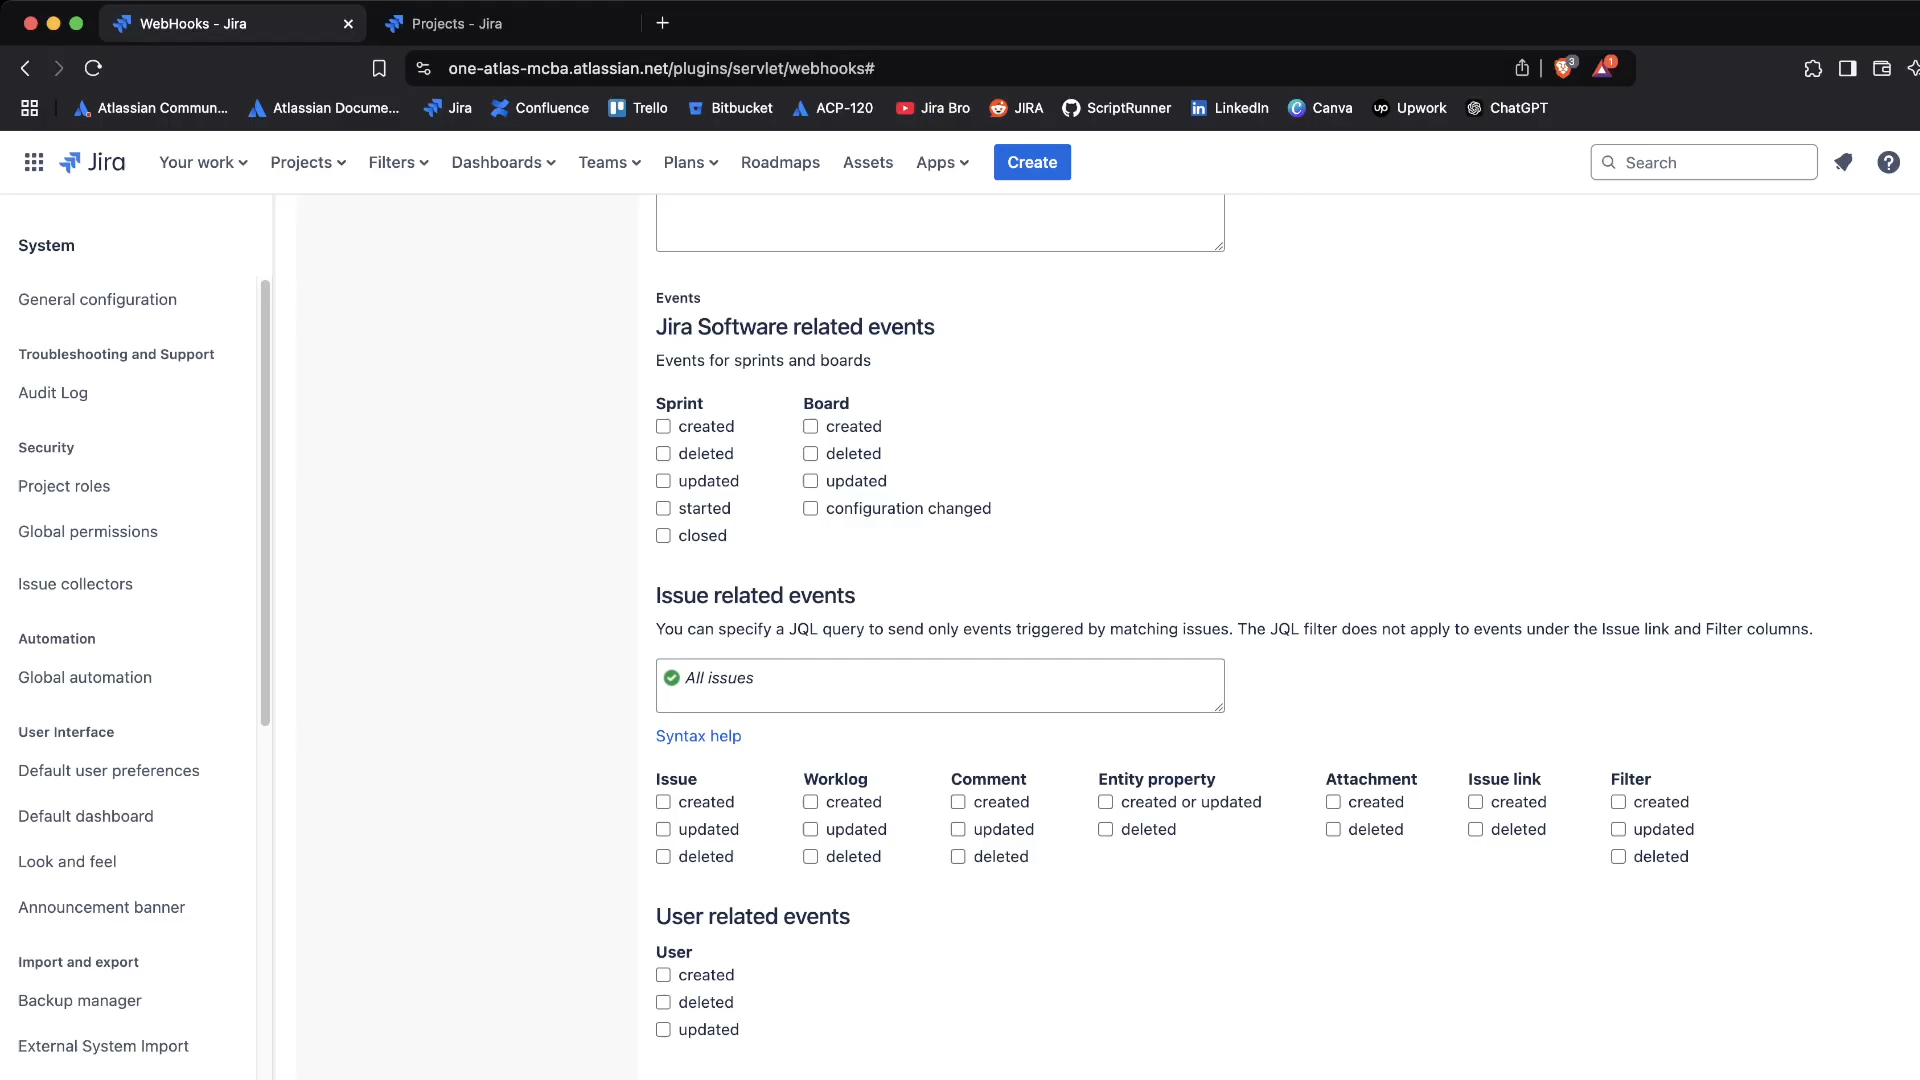 WebHooks - Jira
Projects - Jira
one-atlas-mcba.atlassian.net/plugins/servlet/webhooks#
3
1
Atlassian Commun...
Atlassian Docume...
Jira
Confluence
Trello
Bitbucket
ACP-120
Jira Bro
JIRA
ScriptRunner
LinkedIn
Canva
Upwork
ChatGPT
Jira
Your work
Projects
Filters
Dashboards
Teams
Plans
Roadmaps
Assets
Apps
Create
Search
System
General configuration
Troubleshooting and Support
Audit Log
Security
Project roles
Global permissions
Issue collectors
Automation
Global automation
User Interface
Default user preferences
Default dashboard
Look and feel
Announcement banner
Import and export
Backup manager
External System Import
Events
Jira Software related events
Events for sprints and boards
Sprint
created
deleted
updated
started
closed
Board
created
deleted
updated
configuration changed
Issue related events
You can specify a JQL query to send only events triggered by matching issues. The JQL filter does not apply to events under the Issue link and Filter columns.
All issues
Syntax help
Issue
created
updated
deleted
Worklog
created
updated
deleted
Comment
created
updated
deleted
Entity property
created or updated
deleted
Attachment
created
deleted
Issue link
created
deleted
Filter
created
updated
deleted
User related events
User
created
deleted
updated